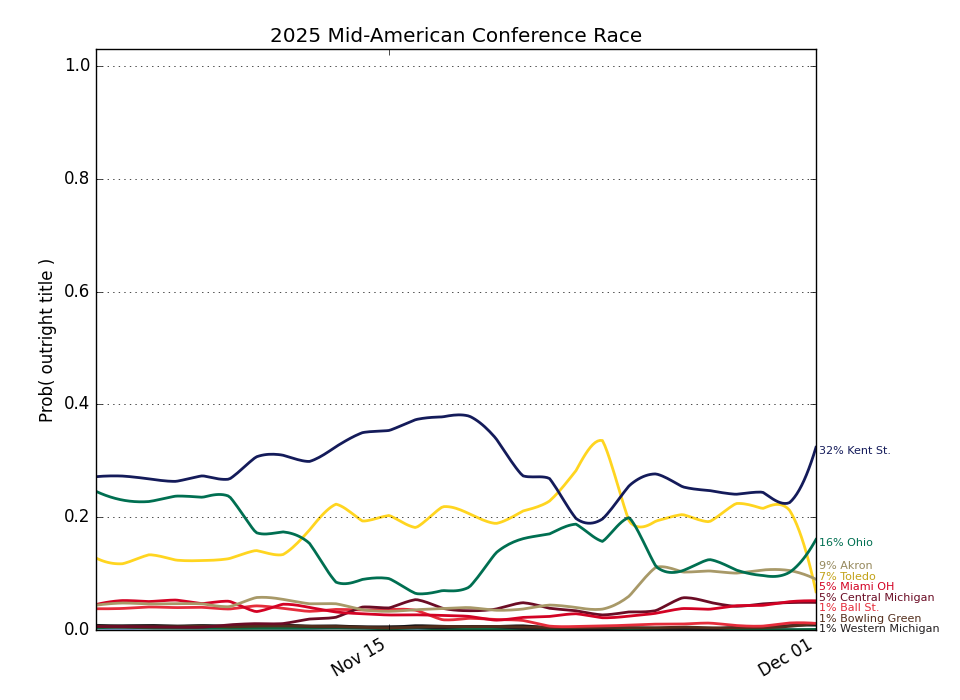 2025 Mid-American Conference Race
Prob( outright title )
1.0
0.8
0.6
0.4
0.2
0.0
Nov 15
Dec 01
32% Kent St.
16% Ohio
9% Akron
7% Toledo
5% Miami OH
5% Central Michigan
1% Ball St.
1% Bowling Green
1% Western Michigan